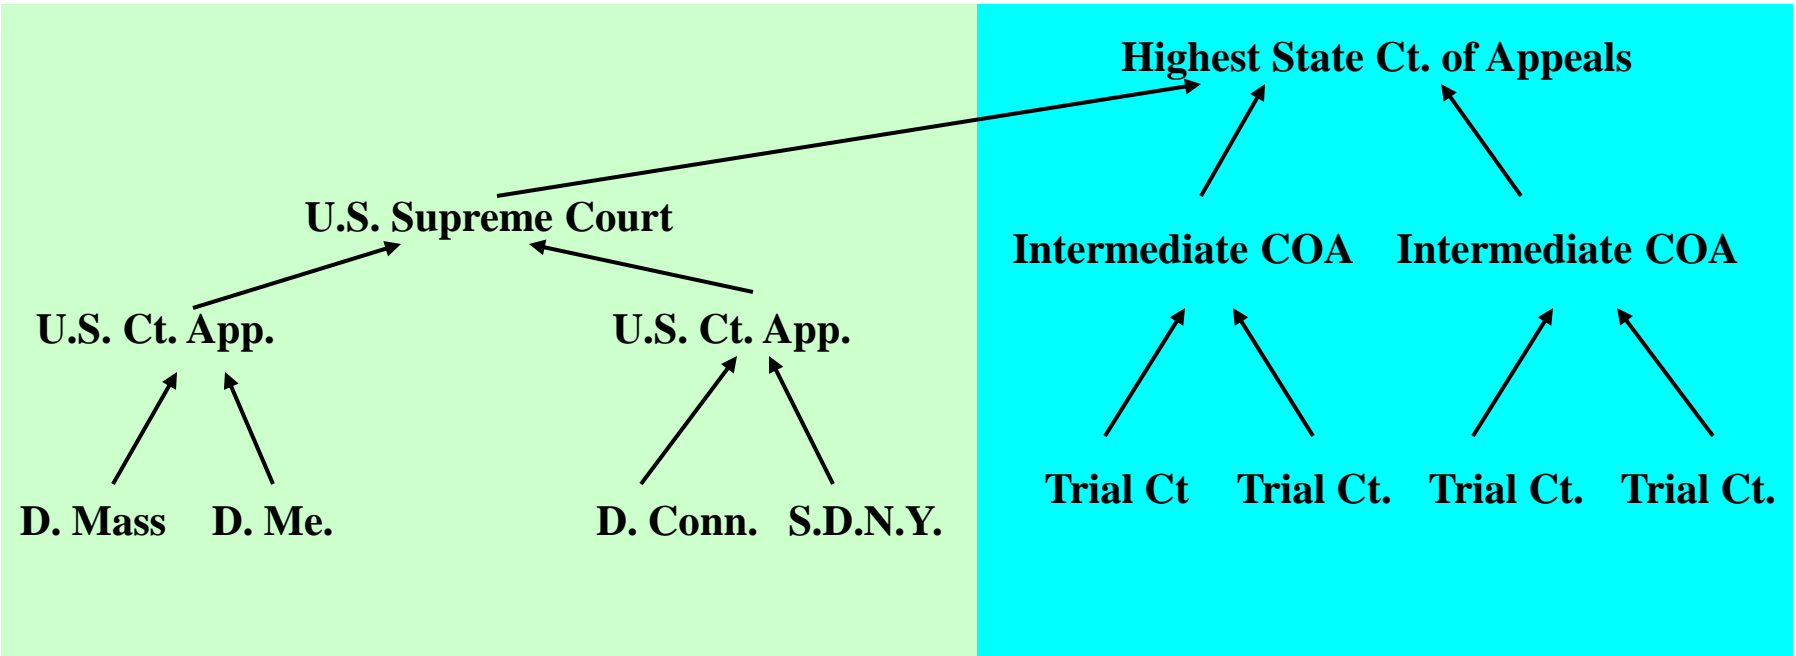 Highest State Ct. of Appeals
U.S. Supreme Court
Intermediate COA Intermediate COA
U.S. Ct. App. U.S. Ct. App.
Trial Ct Trial Ct. Trial Ct. Trial Ct.
D. Mass D. Me. D. Conn. S.D.N.Y.